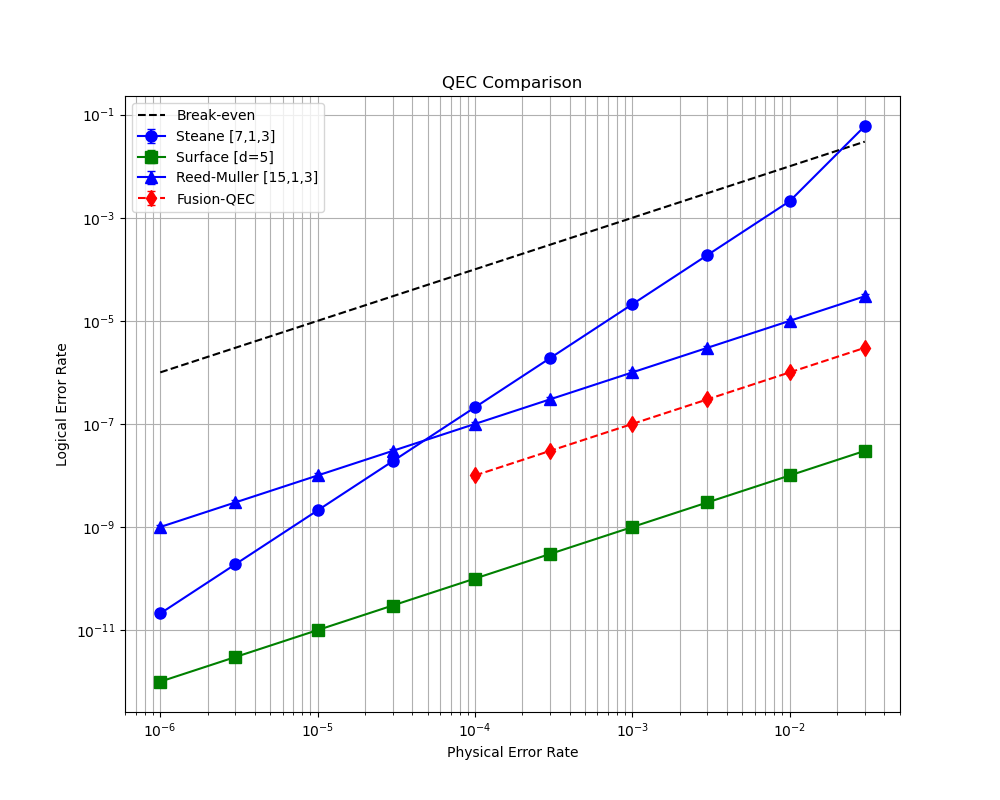 QEC Comparison
Break-even
Steane [7,1,3]
Surface [d=5]
Reed-Muller [15,1,3]
Fusion-QEC
Logical Error Rate
10⁻¹
10⁻³
10⁻⁵
10⁻⁷
10⁻⁹
10⁻¹¹
10⁻⁶ 10⁻⁵ 10⁻⁴ 10⁻³ 10⁻²
Physical Error Rate